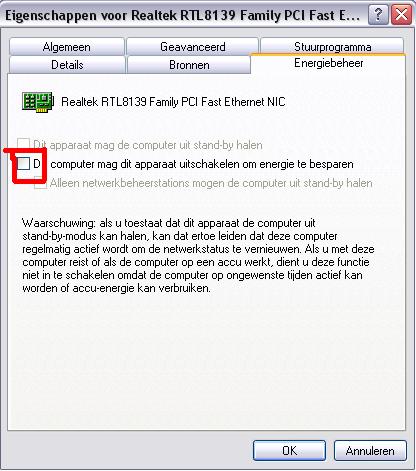 Eigenschappen voor Realtek RTL8139 Family PCI Fast E...
Algemeen
Geavanceerd
Stuurprogramma
Details
Bronnen
Energiebeheer
Realtek RTL8139 Family PCI Fast Ethernet NIC
Dit apparaat mag de computer uit stand-by halen
D computer mag dit apparaat uitschakelen om energie te besparen
Alleen netwerkbeheerstations mogen de computer uit stand-by halen
Waarschuwing: als u toestaat dat dit apparaat de computer uit
stand-by-modus kan halen, kan dat ertoe leiden dat deze computer
regelmatig actief wordt om de netwerkstatus te vernieuwen. Als u met deze
computer reist of als de computer op een accu werkt, dient u deze functie
niet in te schakelen omdat de computer op ongewenste tijden actief kan
worden of accu-energie kan verbruiken.
OK
Annuleren